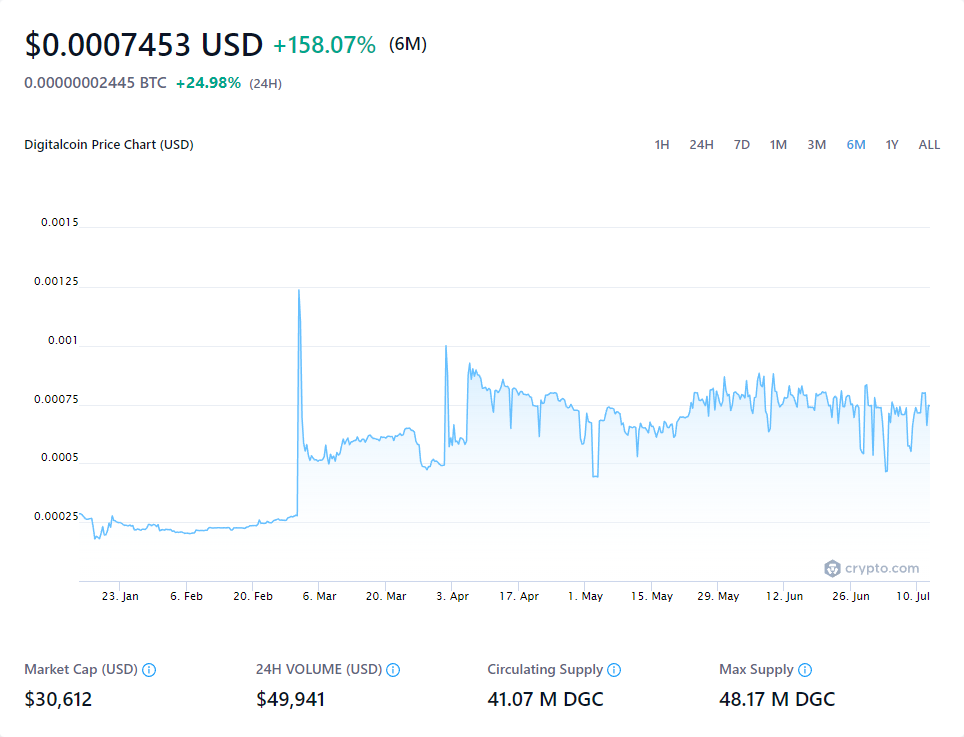 $0.0007453 USD +158.07% (6M)
0.00000002445 BTC +24.98% (24H)
Digitalcoin Price Chart (USD)
1H 24H 7D 1M 3M 6M 1Y ALL
0.0015
0.00125
0.001
0.00075
0.0005
0.00025
crypto.com
23. Jan 6. Feb 20. Feb 6. Mar 20. Mar 3. Apr 17. Apr 1. May 15. May 29. May 12. Jun 26. Jun 10. Jul
Market Cap (USD) 24H VOLUME (USD) Circulating Supply Max Supply
$30,612 $49,941 41.07 M DGC 48.17 M DGC